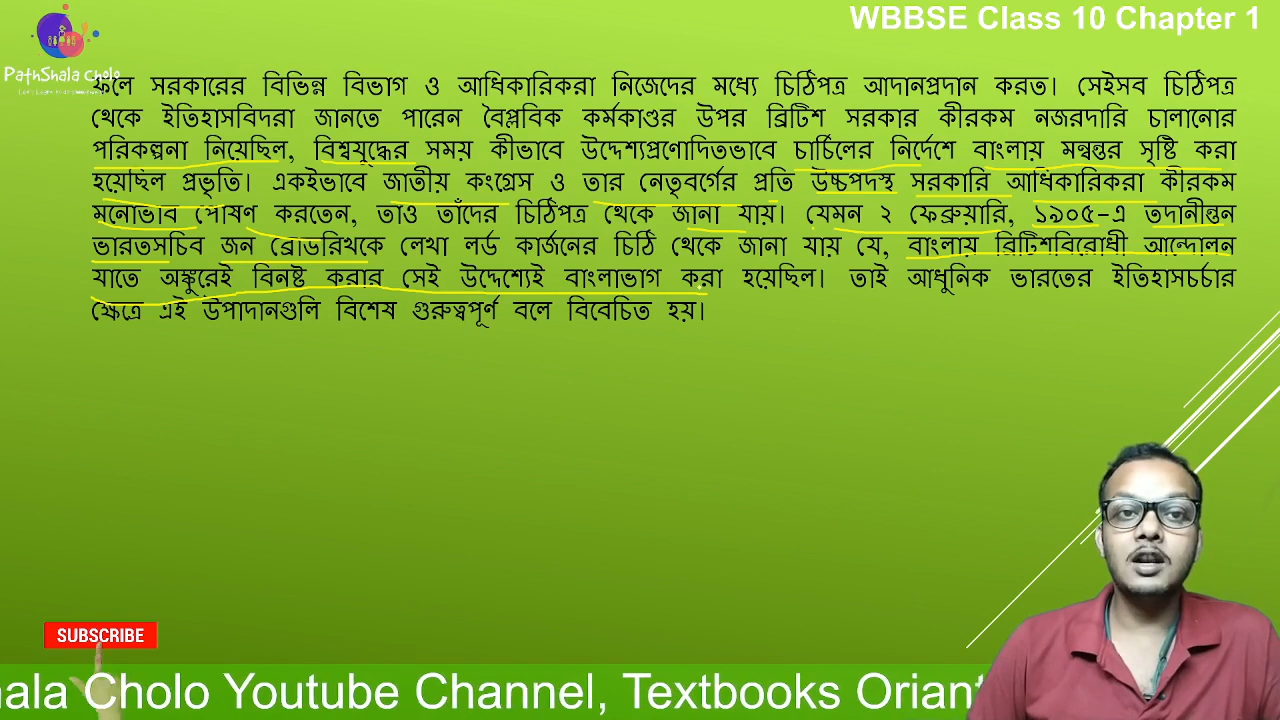 WBBSE Class 10 Chapter 1
PathShala Cholo
ফলে সরকারের বিভিন্ন বিভাগ ও আধিকারিকরা নিজেদের মধ্যে চিঠিপত্র আদানপ্রদান করত। সেইসব চিঠিপত্র
থেকে ইতিহাসবিদরা জানতে পারেন বৈপ্লবিক কর্মকাণ্ডর উপর ব্রিটিশ সরকার কীরকম নজরদারি চালানোর
পরিকল্পনা নিয়েছিল, বিশ্বযুদ্ধের সময় কীভাবে উদ্দেশ্যপ্রণোদিতভাবে চার্চিলের নির্দেশে বাংলায় মন্বন্তর সৃষ্টি করা
হয়েছিল প্রভৃতি। একইভাবে জাতীয় কংগ্রেস ও তার নেতৃবর্গের প্রতি উচ্চপদস্থ সরকারি আধিকারিকরা কীরকম
মনোভাব পোষণ করতেন, তাও তাঁদের চিঠিপত্র থেকে জানা যায়। যেমন ২ ফেব্রুয়ারি, ১৯০৫-এ তদানীন্তন
ভারতসচিব জন ব্রোডরিখকে লেখা লর্ড কার্জনের চিঠি থেকে জানা যায় যে, বাংলায় ব্রিটিশবিরোধী আন্দোলন
যাতে অঙ্কুরেই বিনষ্ট করার সেই উদ্দেশ্যেই বাংলাভাগ করা হয়েছিল। তাই আধুনিক ভারতের ইতিহাসচর্চার
ক্ষেত্রে এই উপাদানগুলি বিশেষ গুরুত্বপূর্ণ বলে বিবেচিত হয়।
SUBSCRIBE
hala Cholo Youtube Channel, Textbooks Oriant